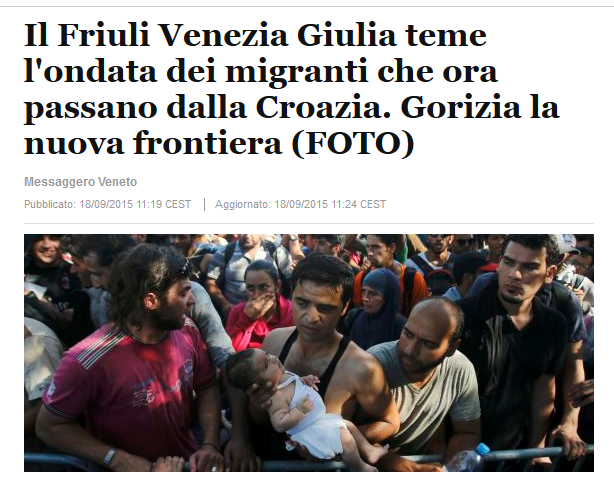 Il Friuli Venezia Giulia teme
l'ondata dei migranti che ora
passano dalla Croazia. Gorizia la
nuova frontiera (FOTO)
Messaggero Veneto
Pubblicato: 18/09/2015 11:19 CEST | Aggiornato: 18/09/2015 11:24 CEST